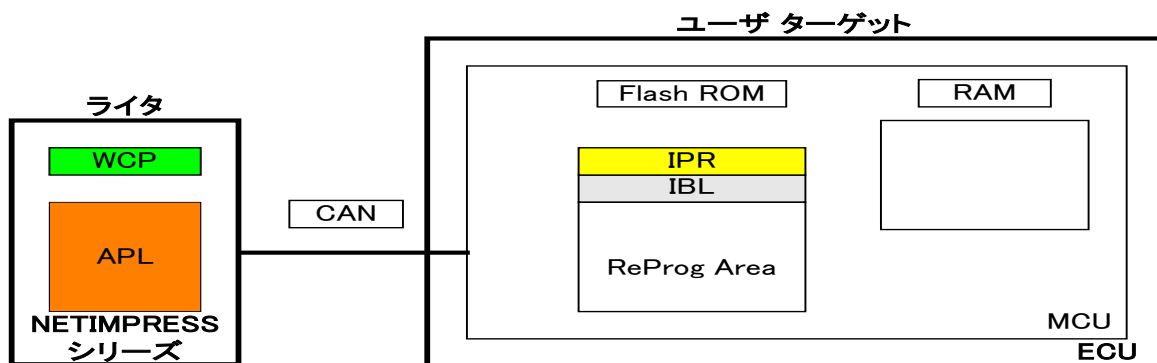 ユーザ ターゲット
ライタ
WCP
APL
NETIMPRESS
シリーズ
CAN
Flash ROM
IPR
IBL
ReProg Area
RAM
MCU
ECU